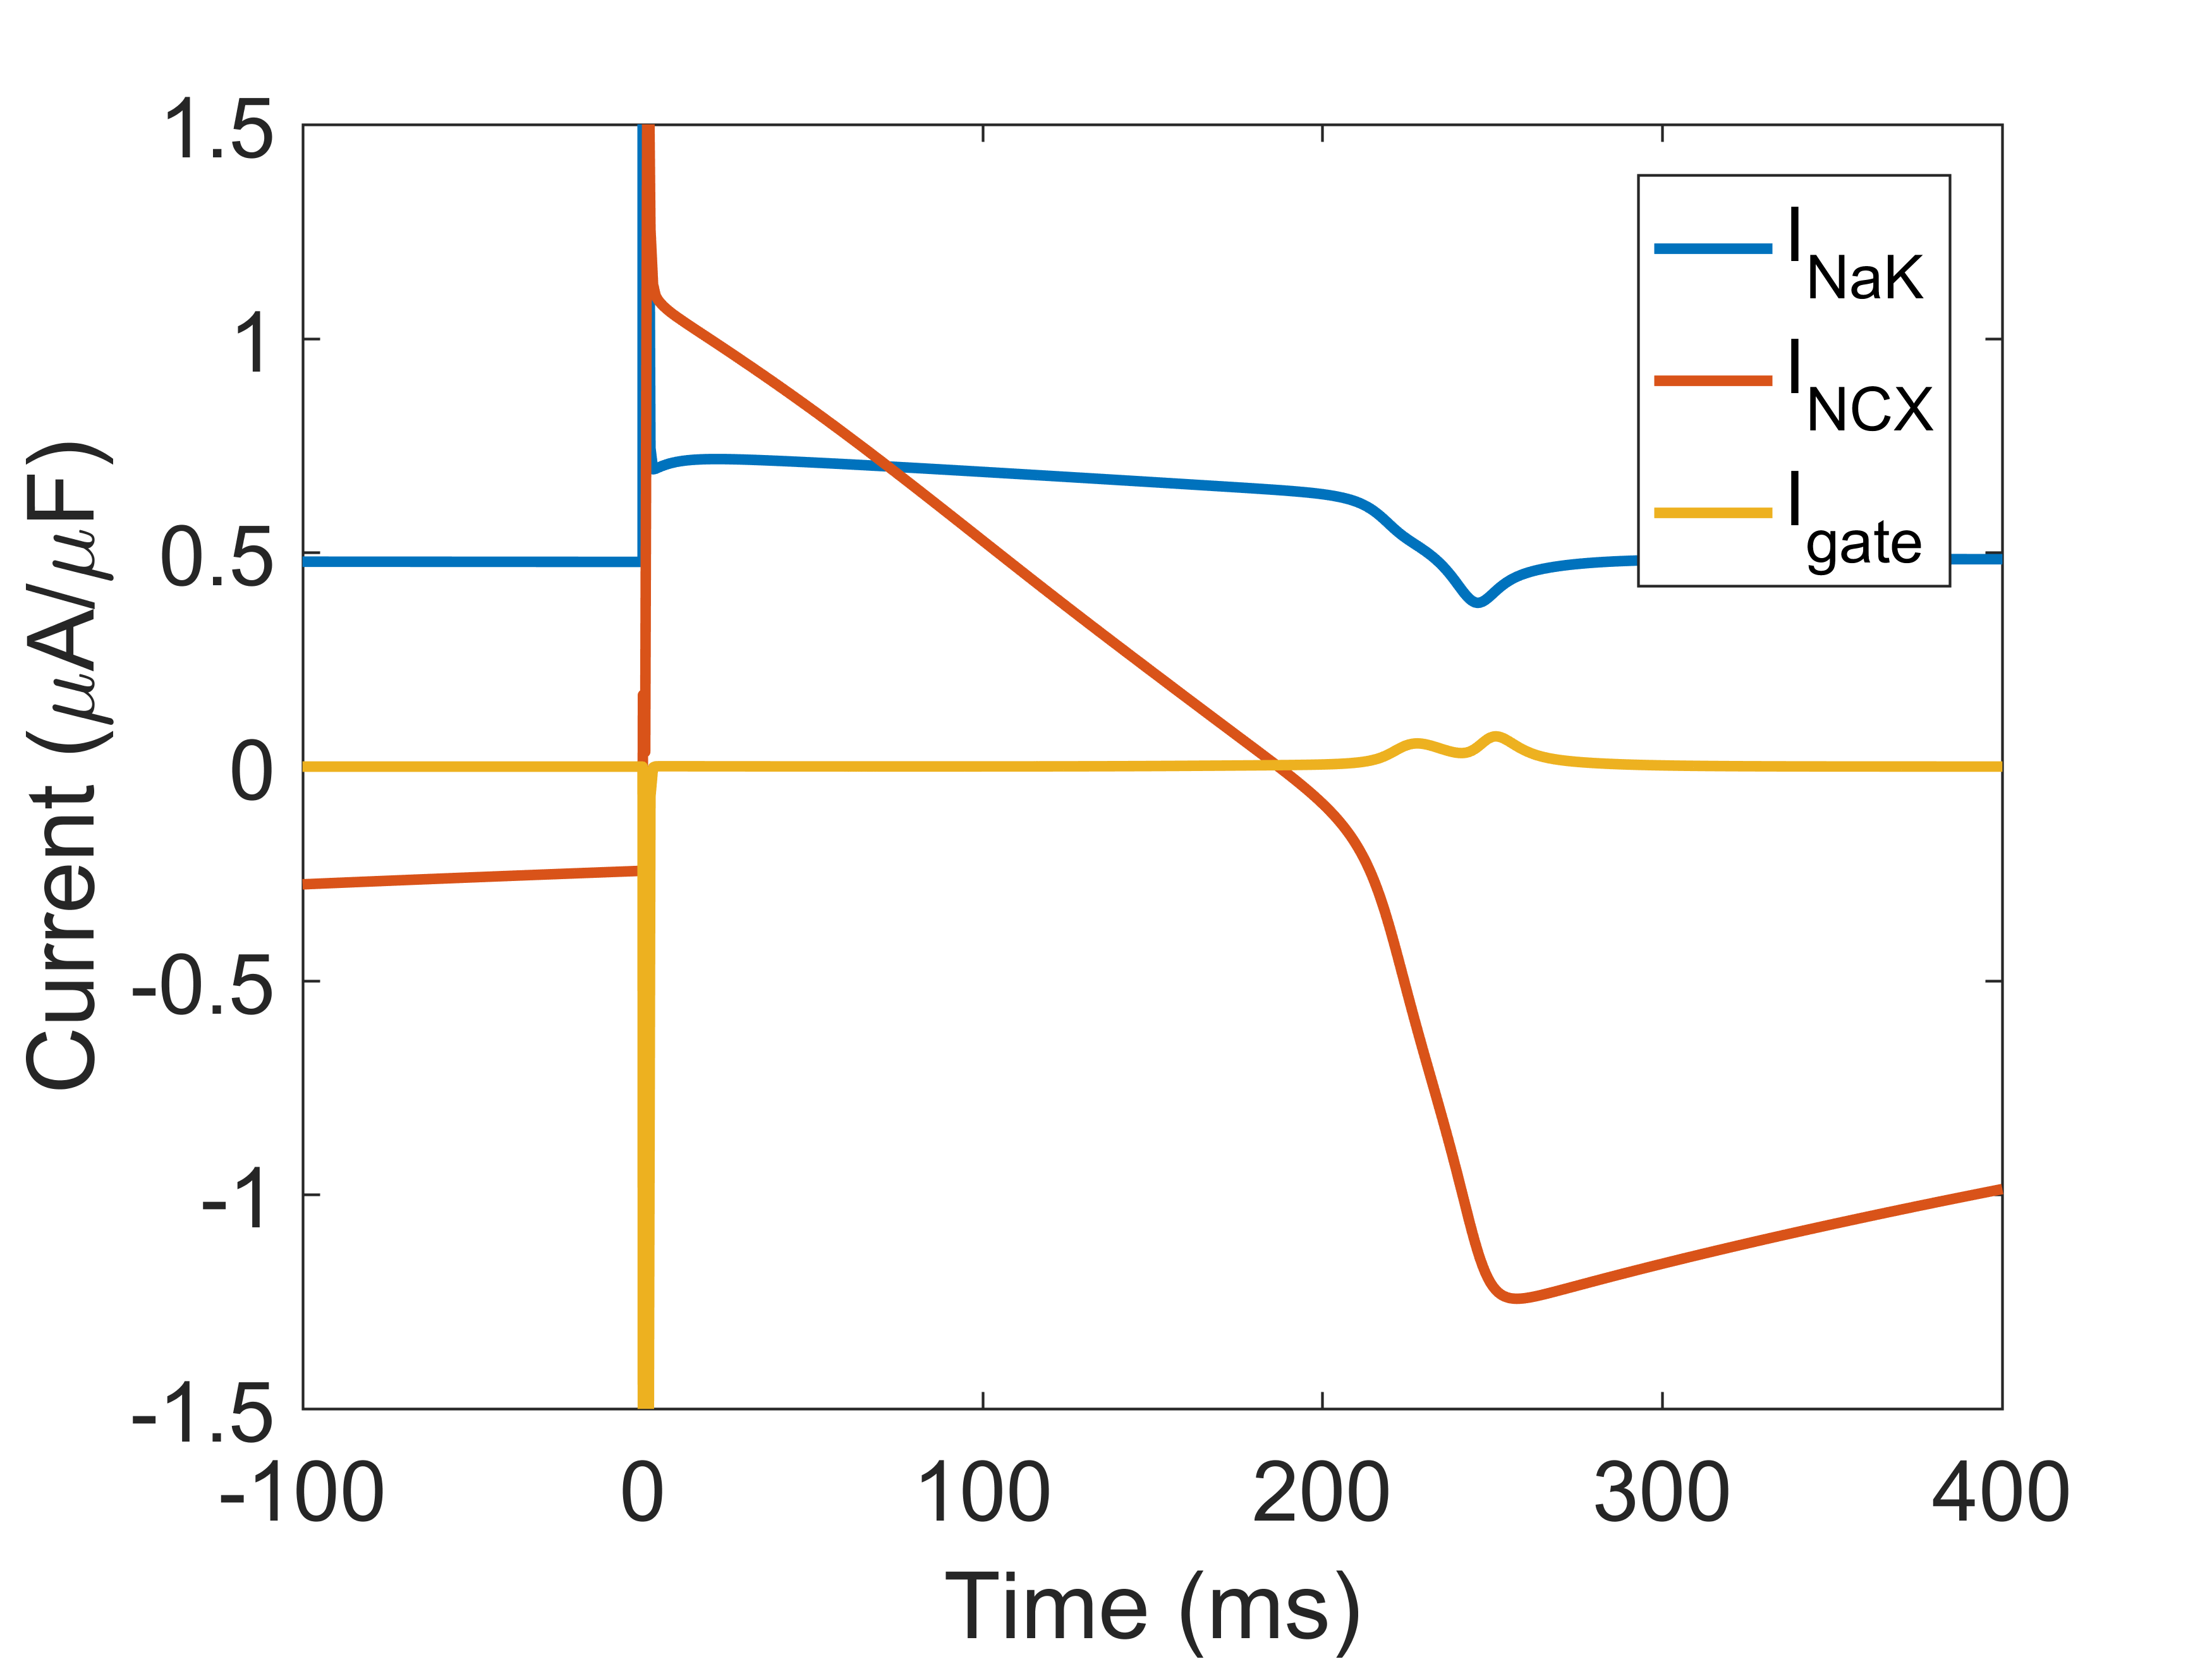 Current (μA/μF)
1.5
1
0.5
0
-0.5
-1
-1.5
-100 0 100 200 300 400
Time (ms)
I_NaK
I_NCX
I_gate